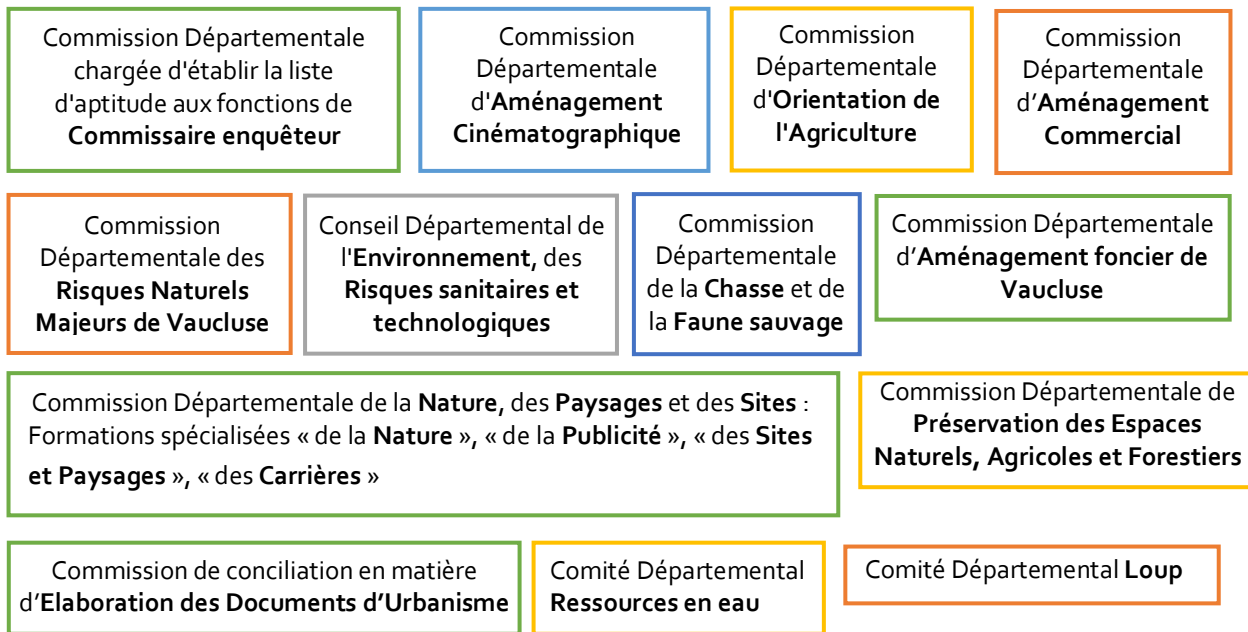 Commission Départementale
chargée d'établir la liste
d'aptitude aux fonctions de
Commissaire enquêteur
Commission
Départementale
d'Aménagement
Cinématographique
Commission
Départementale
d'Orientation de
l'Agriculture
Commission
Départementale
d’Aménagement
Commercial
Commission
Départementale des
Risques Naturels
Majeurs de Vaucluse
Conseil Départemental de
l'Environnement, des
Risques sanitaires et
technologiques
Commission
Départementale
de la Chasse et de
la Faune sauvage
Commission Départementale
d’Aménagement foncier de
Vaucluse
Commission Départementale de la Nature, des Paysages et des Sites :
Formations spécialisées « de la Nature », « de la Publicité », « des Sites
et Paysages », « des Carrières »
Commission Départementale de
Préservation des Espaces
Naturels, Agricoles et Forestiers
Commission de conciliation en matière
d’Elaboration des Documents d’Urbanisme
Comité Départemental
Ressources en eau
Comité Départemental Loup